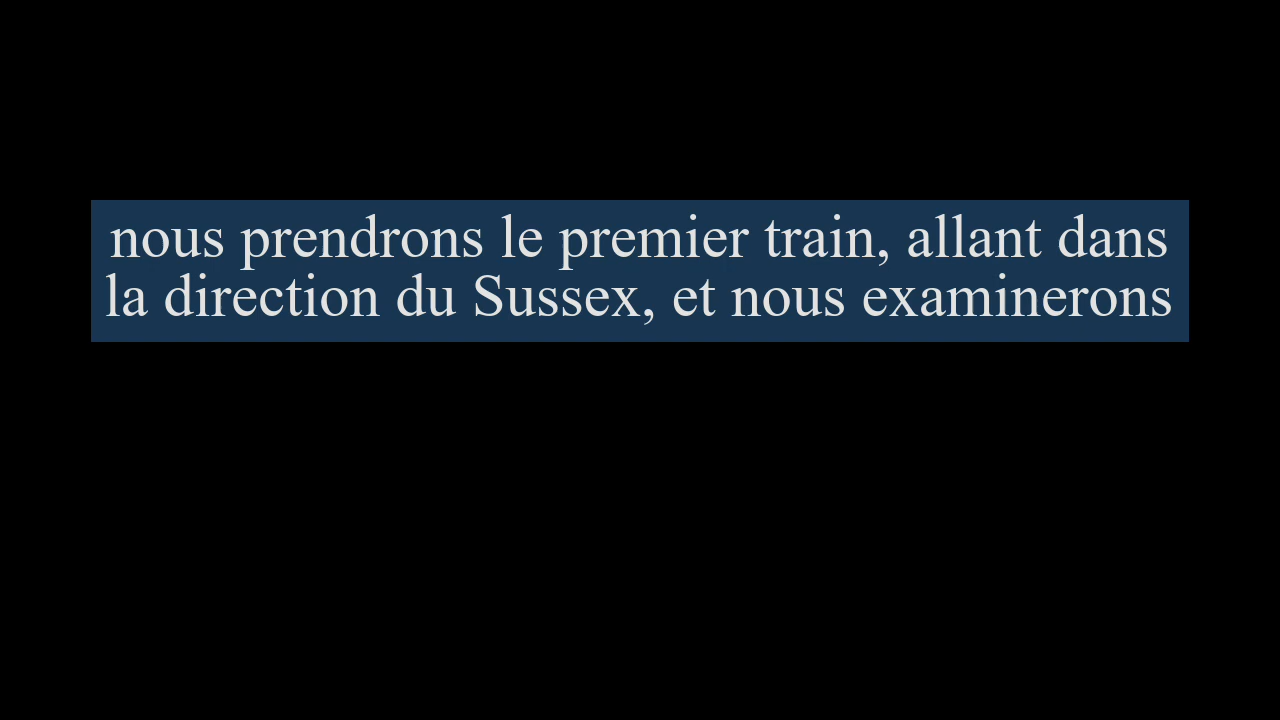 nous prendrons le premier train, allant dans
la direction du Sussex, et nous examinerons